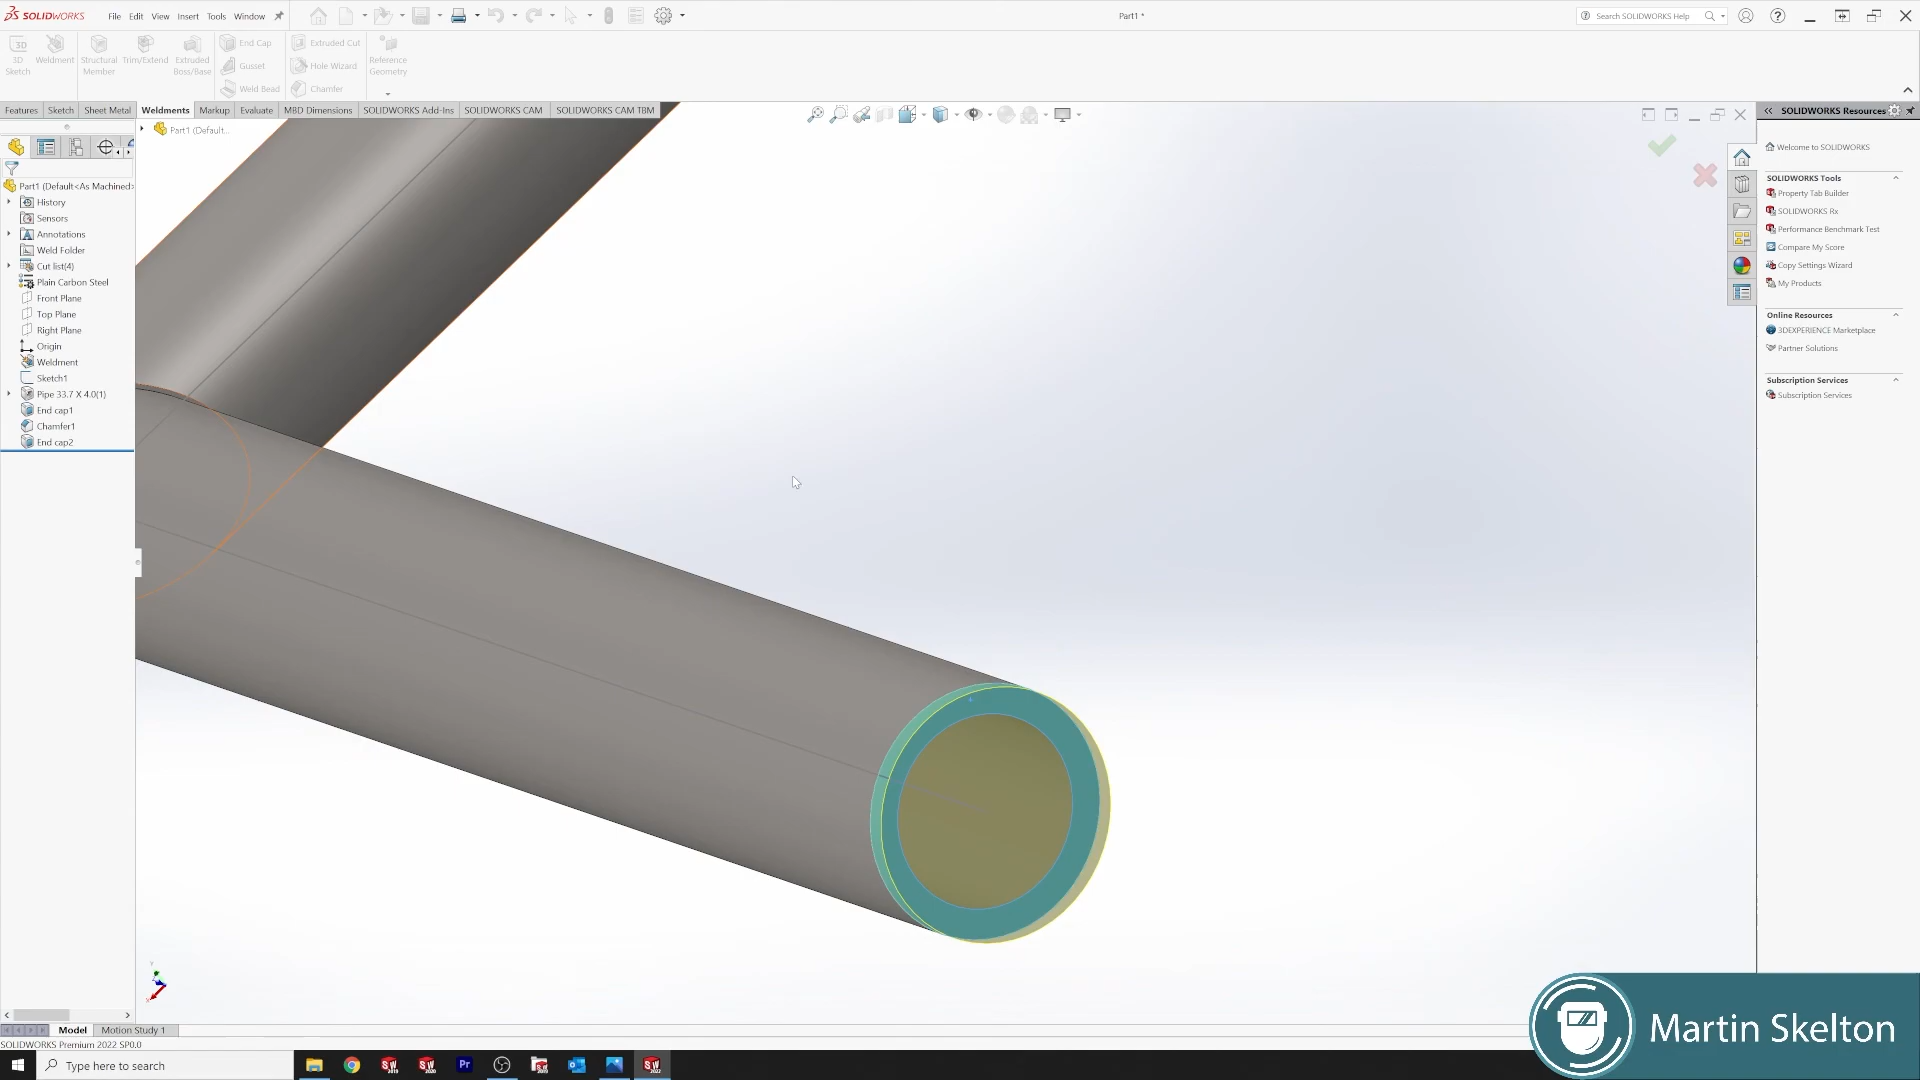 SOLIDWORKS
File
Edit
View
Insert
Tools
Window
Part1 *
Search SOLIDWORKS Help
3D Sketch
Weldment
Structural Member
Trim/Extend
Extruded Boss/Base
End Cap
Gusset
Weld Bead
Extruded Cut
Hole Wizard
Chamfer
Reference Geometry
Features
Sketch
Sheet Metal
Weldments
Markup
Evaluate
MBD Dimensions
SOLIDWORKS Add-Ins
SOLIDWORKS CAM
SOLIDWORKS CAM TBM
Part1 (Default...
Part1 (Default<As Machined>
History
Sensors
Annotations
Weld Folder
Cut list(4)
Plain Carbon Steel
Front Plane
Top Plane
Right Plane
Origin
Weldment
Sketch1
Pipe 33.7 X 4.0(1)
End cap1
Chamfer1
End cap2
SOLIDWORKS Resources
Welcome to SOLIDWORKS
SOLIDWORKS Tools
Property Tab Builder
SOLIDWORKS Rx
Performance Benchmark Test
Compare My Score
Copy Settings Wizard
My Products
Online Resources
3DEXPERIENCE Marketplace
Partner Solutions
Subscription Services
Subscription Services
Model
Motion Study 1
SOLIDWORKS Premium 2022 SP0.0
Type here to search
Martin Skelton